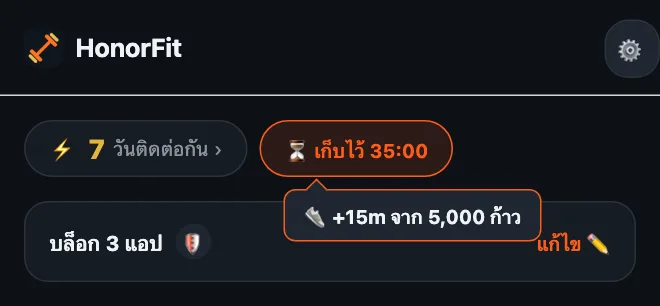 HonorFit
7 วันติดต่อกัน ›
เก็บไว้ 35:00
+15m จาก 5,000 ก้าว
บล็อก 3 แอป
แก้ไข